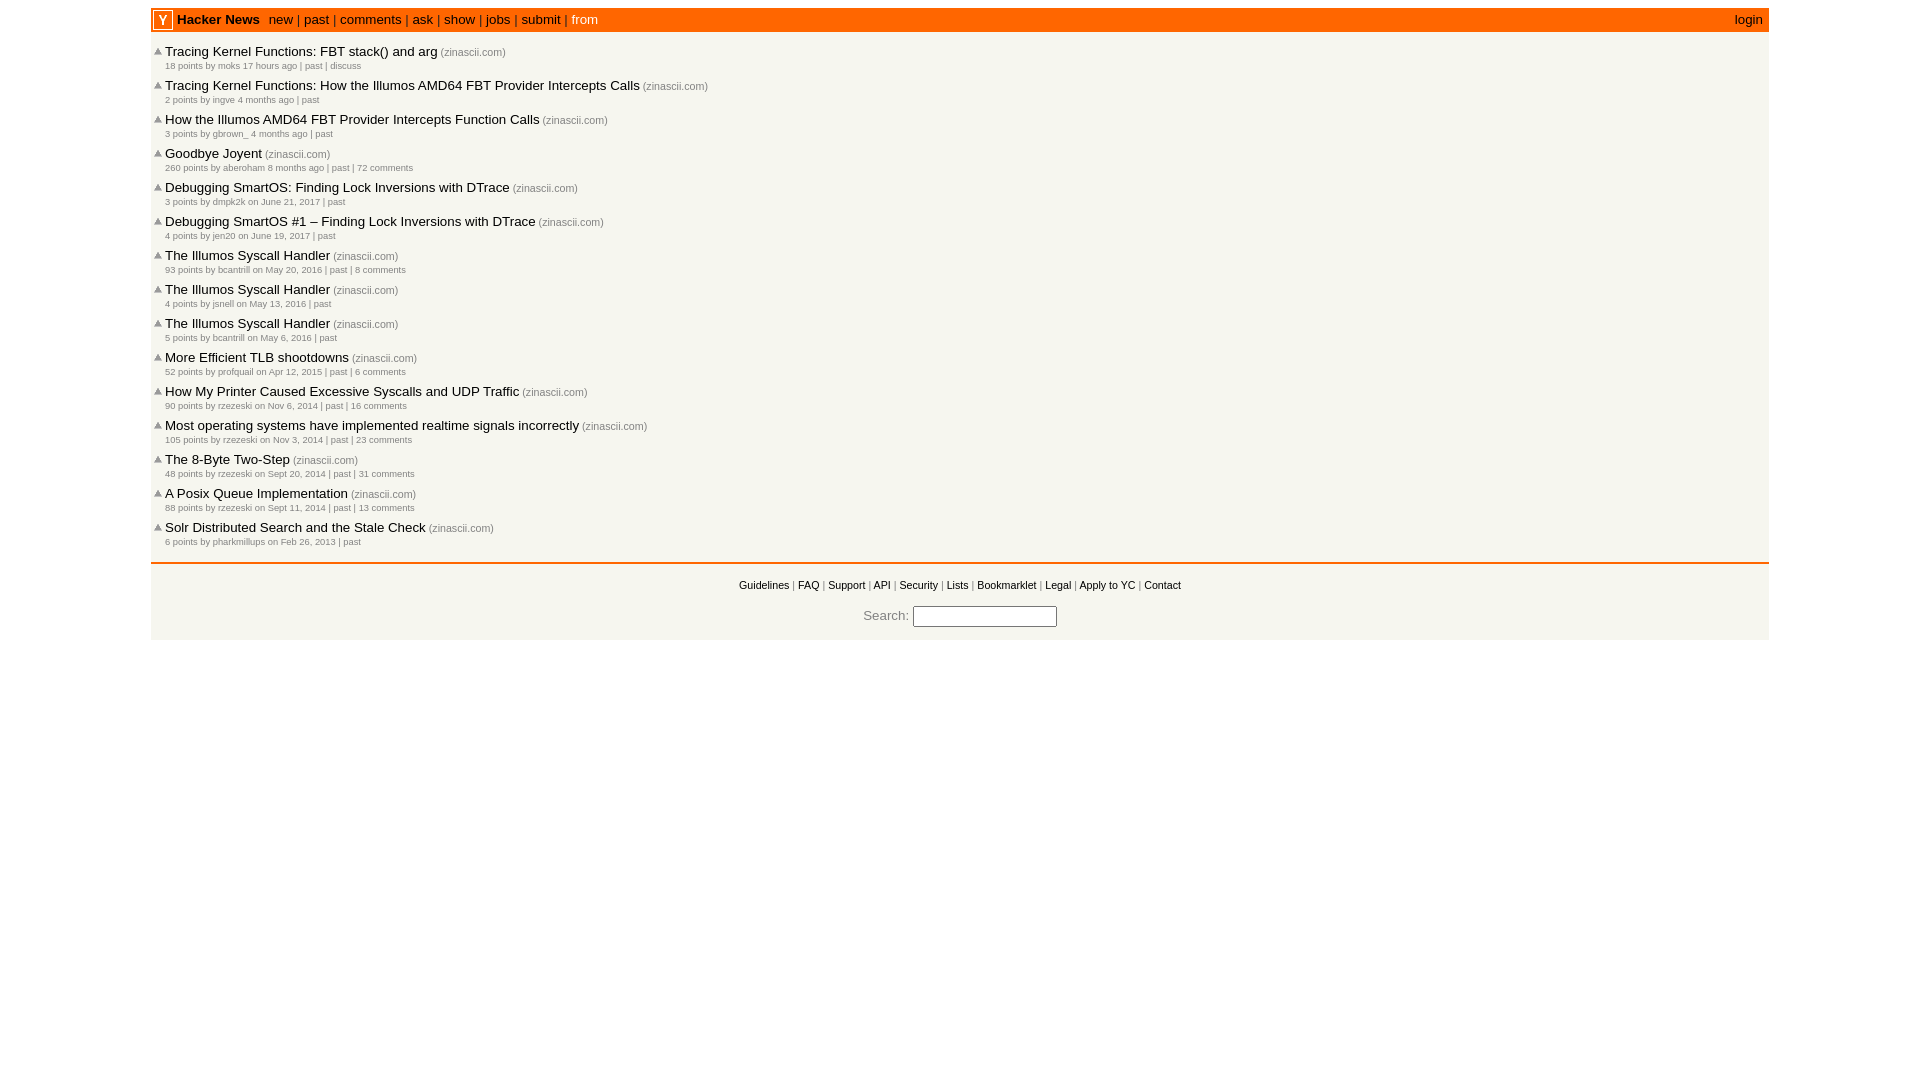 Y Hacker News new | past | comments | ask | show | jobs | submit | from login
Tracing Kernel Functions: FBT stack() and arg (zinascii.com)
18 points by moks 17 hours ago | past | discuss
Tracing Kernel Functions: How the Illumos AMD64 FBT Provider Intercepts Calls (zinascii.com)
2 points by ingve 4 months ago | past
How the Illumos AMD64 FBT Provider Intercepts Function Calls (zinascii.com)
3 points by gbrown_ 4 months ago | past
Goodbye Joyent (zinascii.com)
260 points by aberoham 8 months ago | past | 72 comments
Debugging SmartOS: Finding Lock Inversions with DTrace (zinascii.com)
3 points by dmpk2k on June 21, 2017 | past
Debugging SmartOS #1 – Finding Lock Inversions with DTrace (zinascii.com)
4 points by jen20 on June 19, 2017 | past
The Illumos Syscall Handler (zinascii.com)
93 points by bcantrill on May 20, 2016 | past | 8 comments
The Illumos Syscall Handler (zinascii.com)
4 points by jsnell on May 13, 2016 | past
The Illumos Syscall Handler (zinascii.com)
5 points by bcantrill on May 6, 2016 | past
More Efficient TLB shootdowns (zinascii.com)
52 points by profquail on Apr 12, 2015 | past | 6 comments
How My Printer Caused Excessive Syscalls and UDP Traffic (zinascii.com)
90 points by rzezeski on Nov 6, 2014 | past | 16 comments
Most operating systems have implemented realtime signals incorrectly (zinascii.com)
105 points by rzezeski on Nov 3, 2014 | past | 23 comments
The 8-Byte Two-Step (zinascii.com)
48 points by rzezeski on Sept 20, 2014 | past | 31 comments
A Posix Queue Implementation (zinascii.com)
88 points by rzezeski on Sept 11, 2014 | past | 13 comments
Solr Distributed Search and the Stale Check (zinascii.com)
6 points by pharkmillups on Feb 26, 2013 | past
Guidelines | FAQ | Support | API | Security | Lists | Bookmarklet | Legal | Apply to YC | Contact
Search: